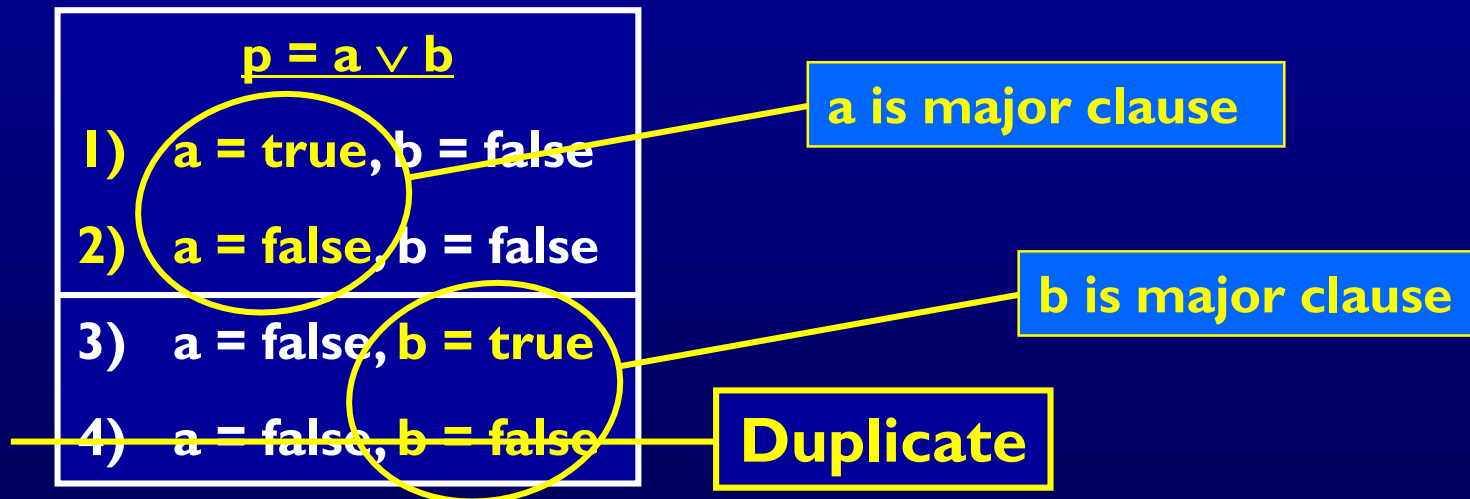 p = a ∨ b
a is major clause
1) a = true, b = false
2) a = false, b = false
b is major clause
3) a = false, b = true
4) a = false, b = false
Duplicate